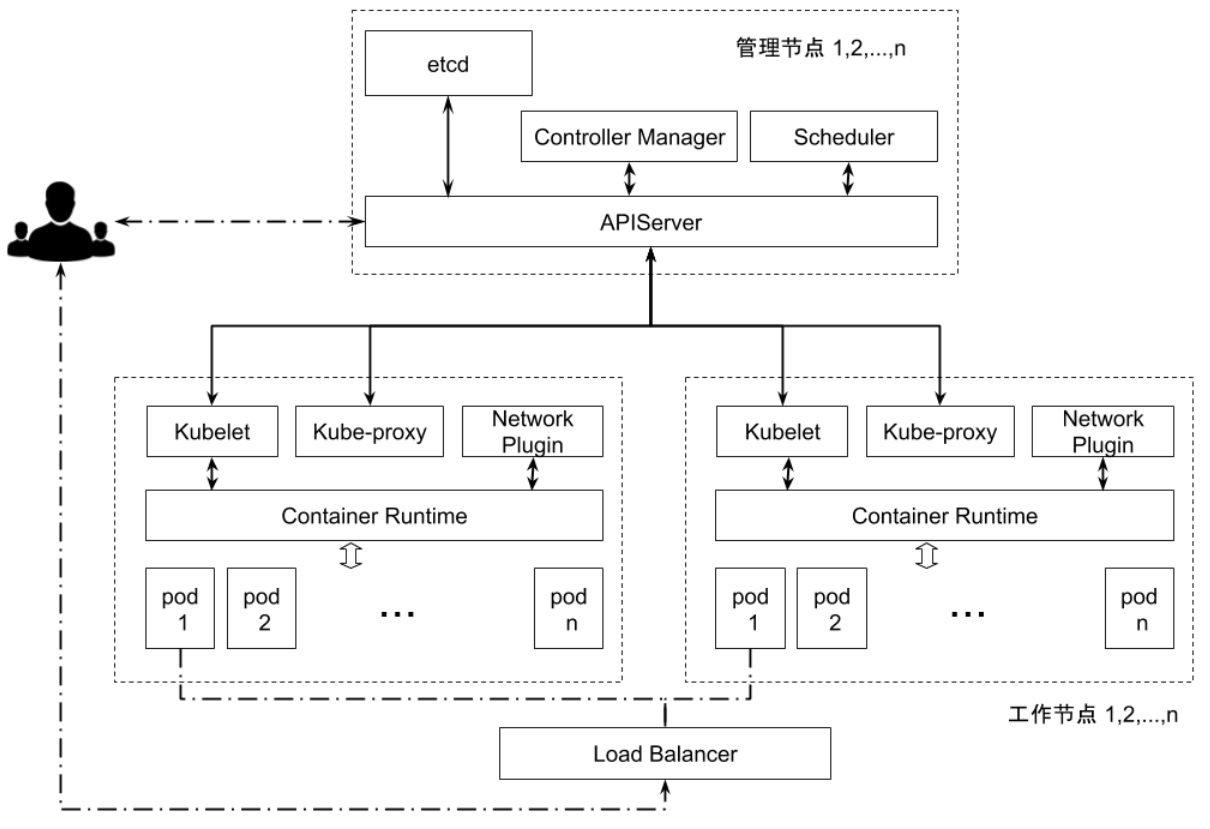 管理节点 1,2,...,n
etcd
Controller Manager
Scheduler
APIServer
Kubelet
Kube-proxy
Network
Plugin
Container Runtime
pod
1
pod
2
...
pod
n
Kubelet
Kube-proxy
Network
Plugin
Container Runtime
pod
1
pod
2
...
pod
n
工作节点 1,2,...,n
Load Balancer